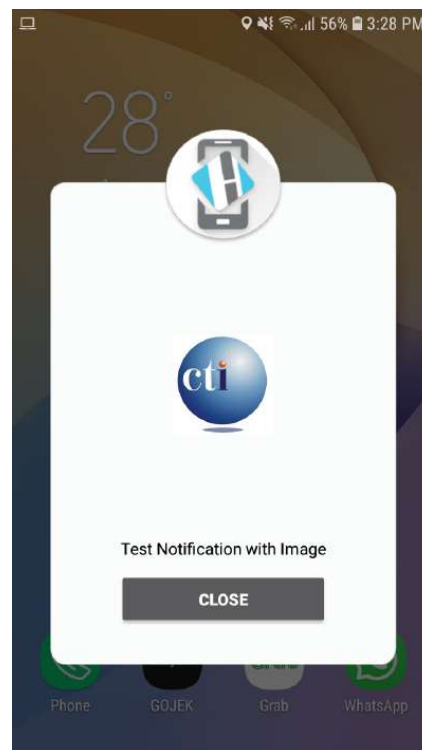 56% 3:28 PM
28°
H
cti
Test Notification with Image
CLOSE
Phone GOJEK Grab WhatsApp